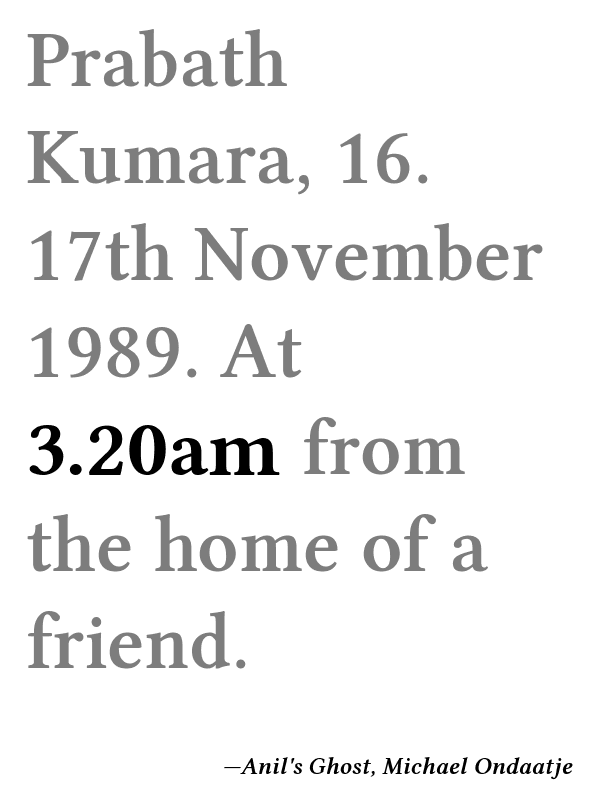 Prabath
Kumara, 16.
17th November
1989. At
3.20am from
the home of a
friend.
—Anil's Ghost, Michael Ondaatje